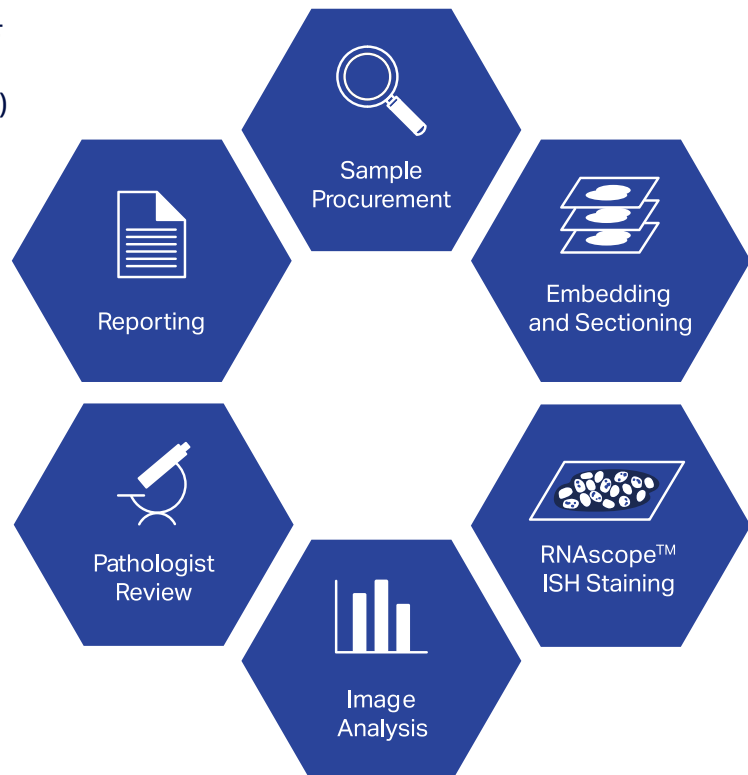 )
Sample
Procurement
Embedding
and Sectioning
RNAscope™
ISH Staining
Image
Analysis
Pathologist
Review
Reporting